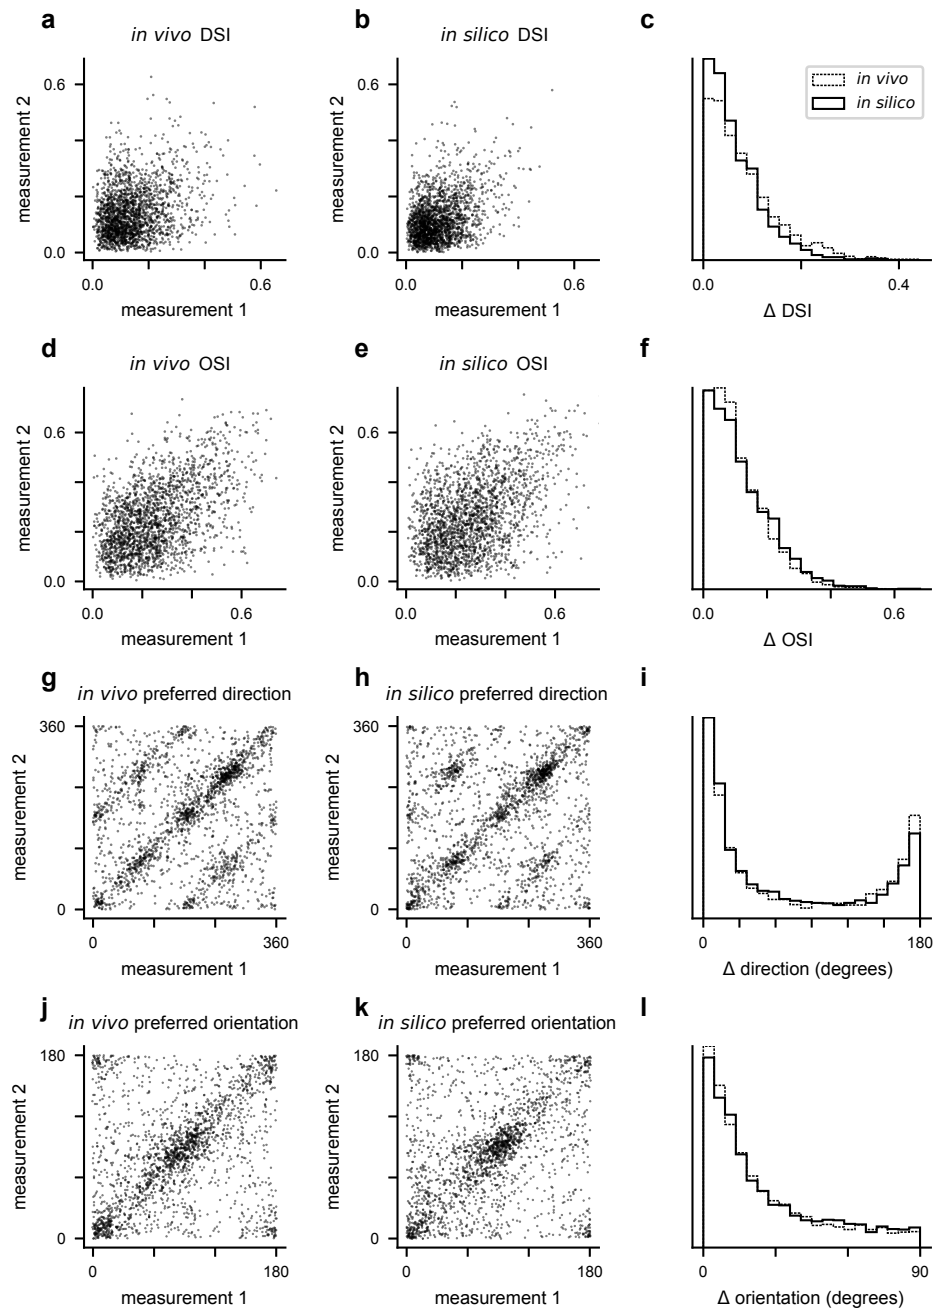 a
in vivo DSI
measurement 2
0.6
0.0
0.0
0.6
measurement 1
b
in silico DSI
measurement 2
0.6
0.0
0.0
0.6
measurement 1
c
in vivo
in silico
0.0
0.4
Δ DSI
d
in vivo OSI
measurement 2
0.6
0.0
0.0
0.6
measurement 1
e
in silico OSI
measurement 2
0.6
0.0
0.0
0.6
measurement 1
f
0.0
0.6
Δ OSI
g
in vivo preferred direction
measurement 2
360
0
0
360
measurement 1
h
in silico preferred direction
measurement 2
360
0
0
360
measurement 1
i
0
180
Δ direction (degrees)
j
in vivo preferred orientation
measurement 2
180
0
0
180
measurement 1
k
in silico preferred orientation
measurement 2
180
0
0
180
measurement 1
l
0
90
Δ orientation (degrees)